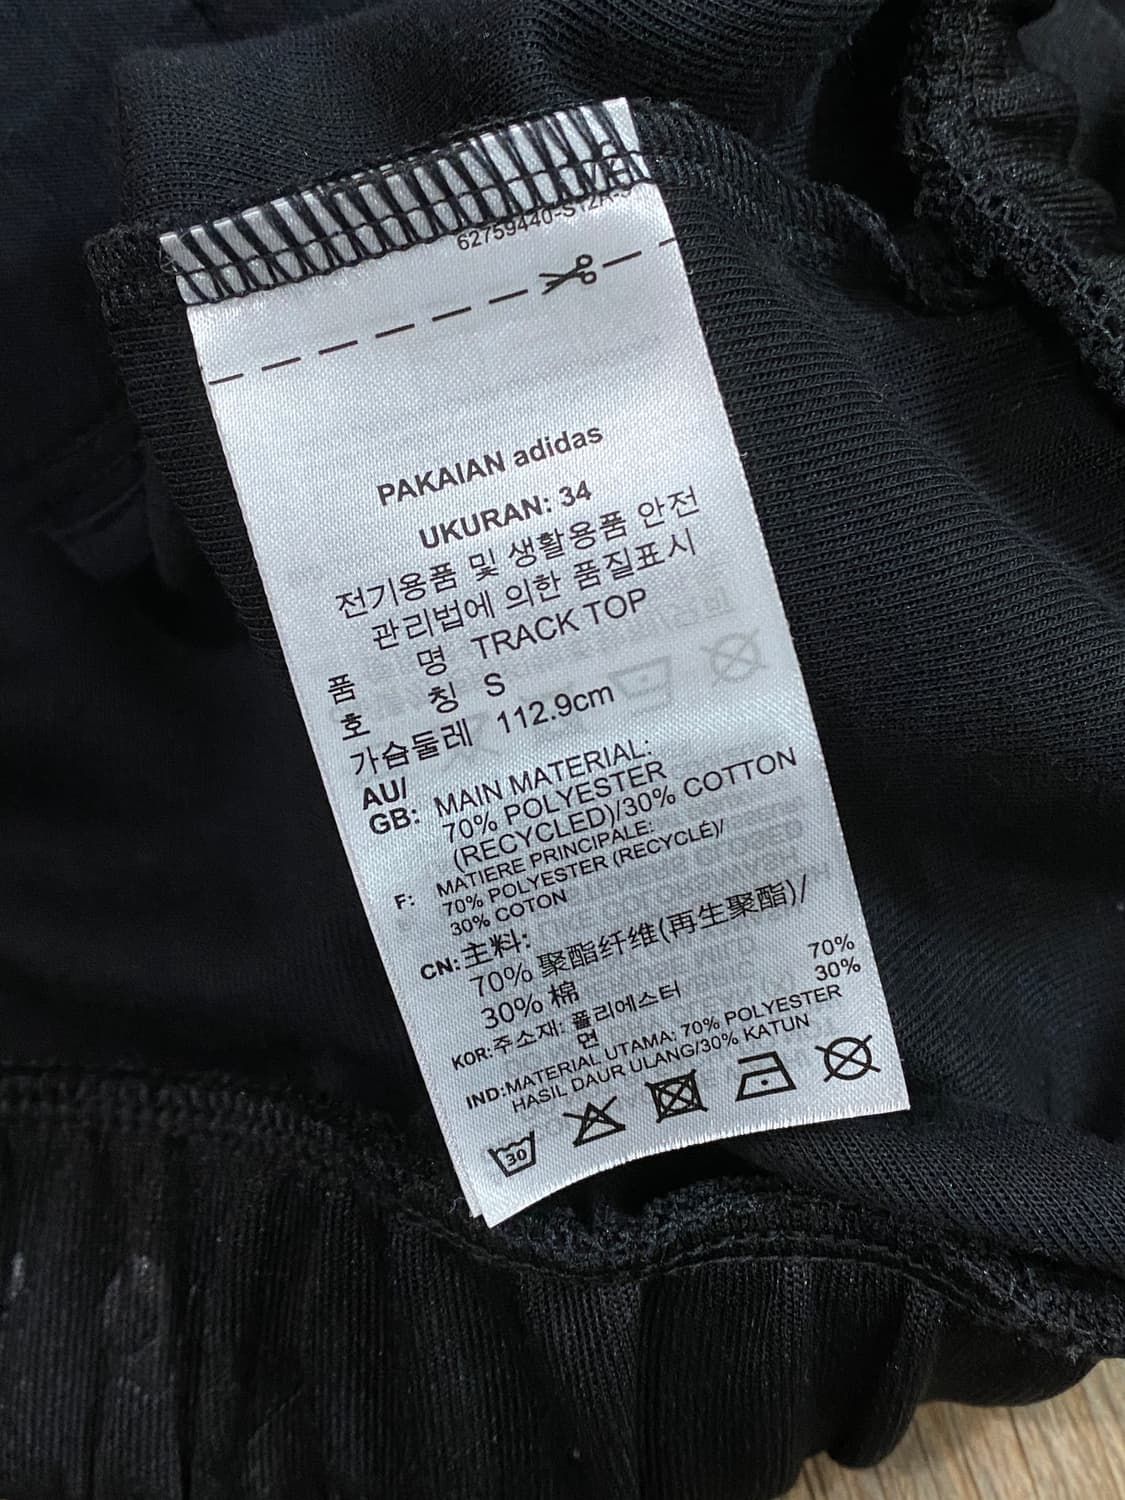 62759440-S12A-S
PAKAIAN adidas
UKURAN: 34
전기용품 및 생활용품 안전
관리법에 의한 품질표시
품 명 TRACK TOP
호 칭 S
가슴둘레 112.9cm
AU/
GB: MAIN MATERIAL:
70% POLYESTER
(RECYCLED)/30% COTTON
F: MATIERE PRINCIPALE:
70% POLYESTER (RECYCLÉ)/
30% COTON
CN: 主料:
70% 聚酯纤维(再生聚酯)/
30% 棉
KOR: 주소재: 폴리에스터 70%
면 30%
IND: MATERIAL UTAMA: 70% POLYESTER
HASIL DAUR ULANG/30% KATUN
30